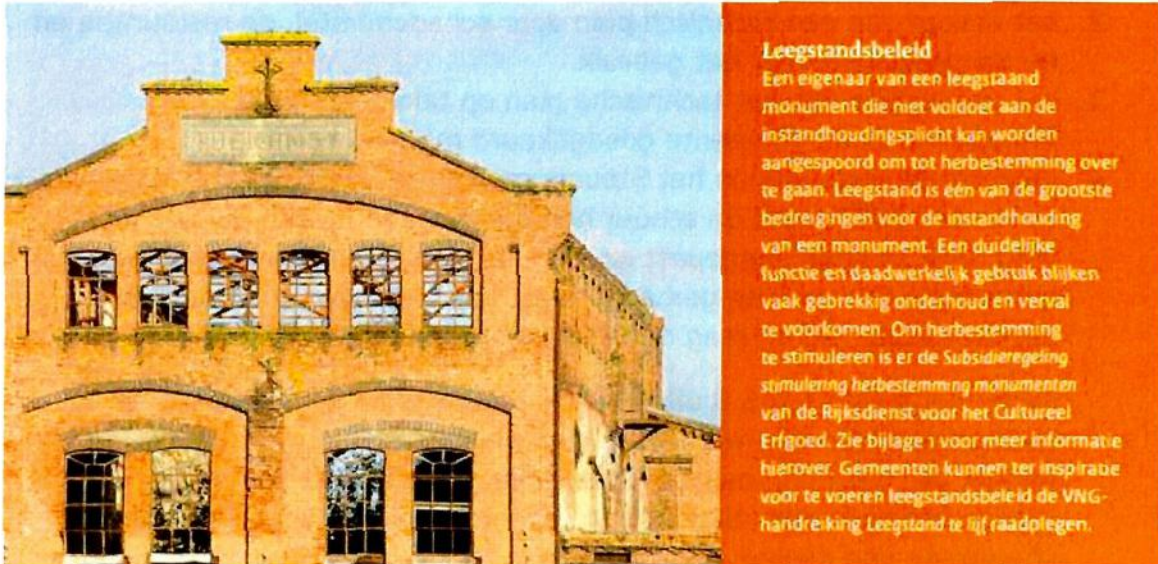 Leegstandsbeleid
Een eigenaar van een leegstaand
monument die niet voldoet aan de
instandhoudingsplicht kan worden
aangespoord om tot herbestemming over
te gaan. Leegstand is één van de grootste
bedreigingen voor de instandhouding
van een monument. Een duidelijke
functie en daadwerkelijk gebruik blijken
vaak gebrekkig onderhoud en verval
te voorkomen. Om herbestemming
te stimuleren is er de Subsidieregeling
stimulering herbestemming monumenten
van de Rijksdienst voor het Cultureel
Erfgoed. Zie bijlage 1 voor meer informatie
hierover. Gemeenten kunnen ter inspiratie
voor te voeren leegstandsbeleid de VNG-
handreiking Leegstand te lijf raadplegen.